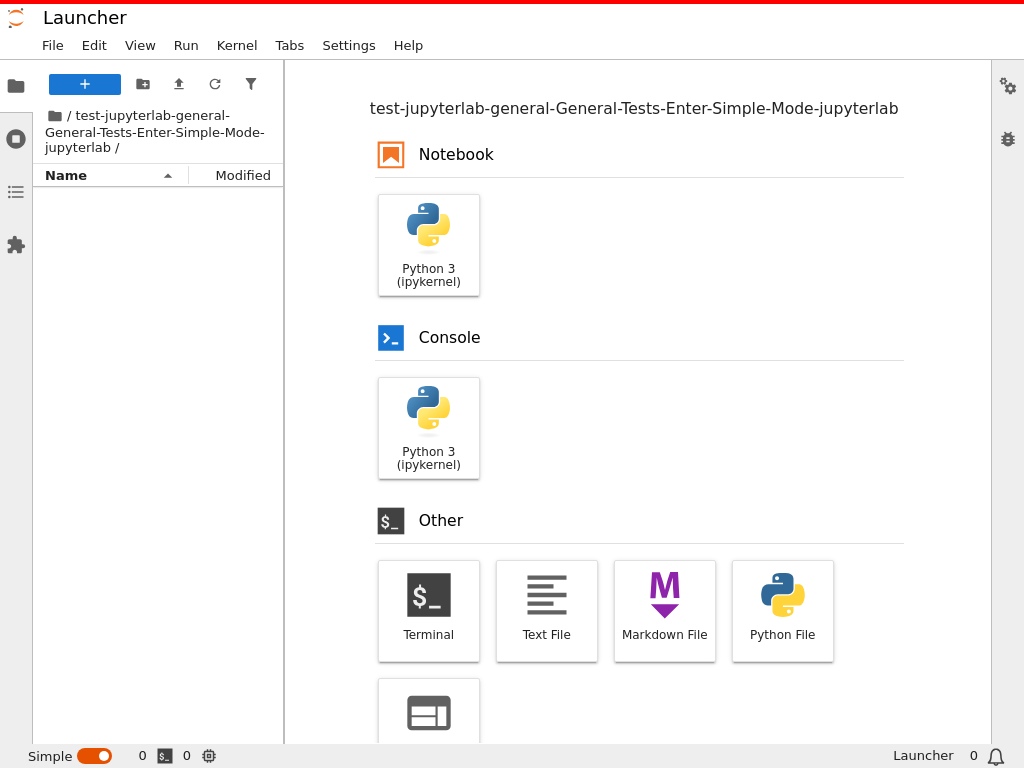 Launcher
File Edit View Run Kernel Tabs Settings Help
/ test-jupyterlab-general-
General-Tests-Enter-Simple-Mode-
jupyterlab /
Name Modified
test-jupyterlab-general-General-Tests-Enter-Simple-Mode-jupyterlab
Notebook
Python 3
(ipykernel)
Console
Python 3
(ipykernel)
$_ Other
$_
Terminal
Text File
M
Markdown File
Python File
Simple 0 $_ 0 Launcher 0